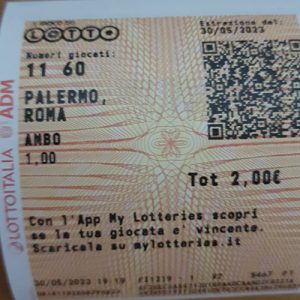 IL GIOCO DEL
LOTTO
Estrazione del:
30/05/2023
Numeri giocati:
11 60
PALERMO,
ROMA
AMBO
1,00
Tot 2,00€
Con l'App My Lotteries scopri
se la tua giocata e' vincente.
Scaricala su mylotteries.it
30/05/2023 19:19
LOTTOITALIA ADM